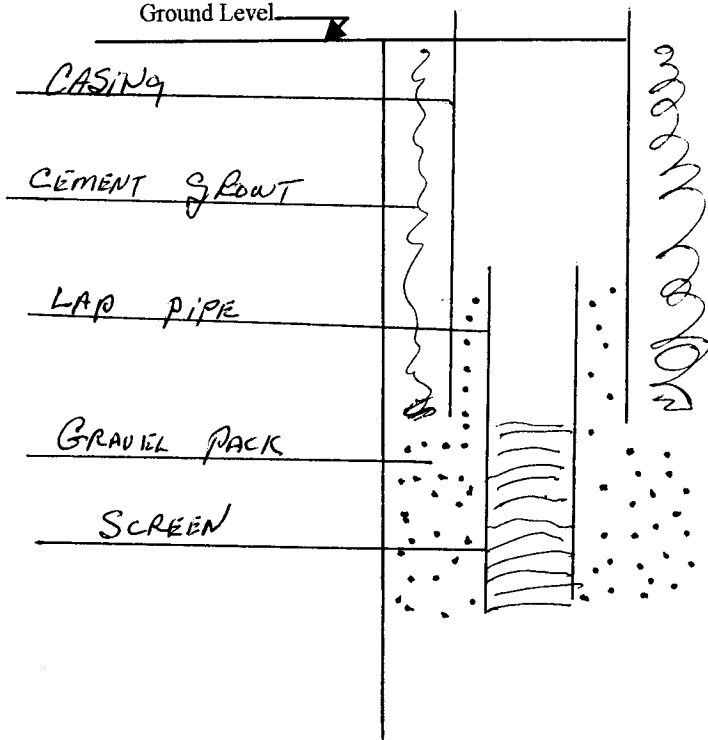 Ground Level
CASiNg
CEMENT GROUT
LAP PiPE
GRAVEL PACK
SCREEN